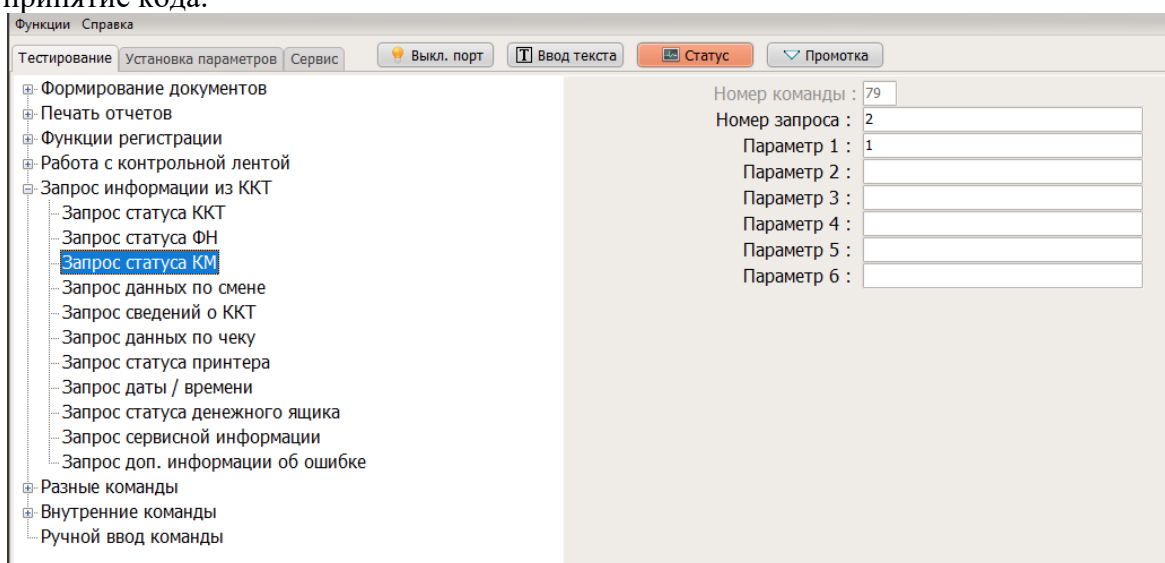 принятие кода.
Функции Справка
Тестирование Установка параметров Сервис Выкл. порт T Ввод текста Статус Промотка
Формирование документов
Печать отчетов
Функции регистрации
Работа с контрольной лентой
Запрос информации из ККТ
Запрос статуса ККТ
Запрос статуса ФН
Запрос статуса КМ
Запрос данных по смене
Запрос сведений о ККТ
Запрос данных по чеку
Запрос статуса принтера
Запрос даты / времени
Запрос статуса денежного ящика
Запрос сервисной информации
Запрос доп. информации об ошибке
Разные команды
Внутренние команды
Ручной ввод команды
Номер команды : 79
Номер запроса : 2
Параметр 1 : 1
Параметр 2 :
Параметр 3 :
Параметр 4 :
Параметр 5 :
Параметр 6 :